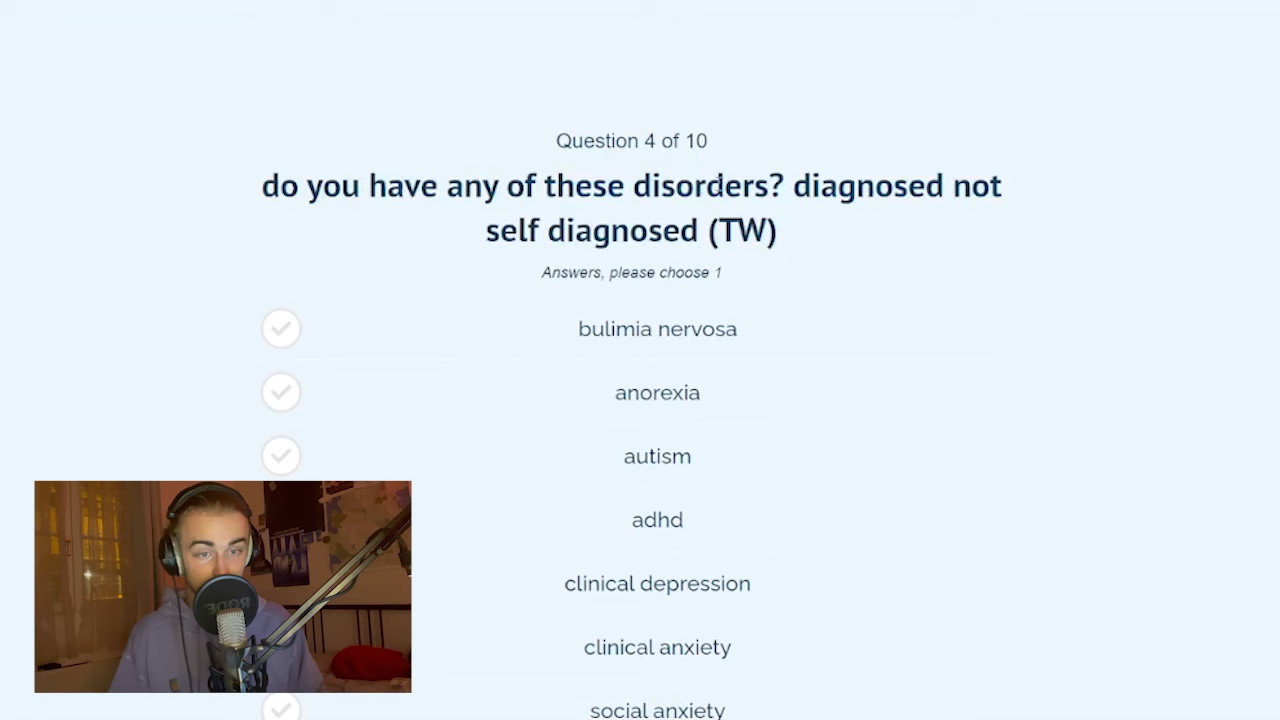 Question 4 of 10
do you have any of these disorders? diagnosed not
self diagnosed (TW)
Answers, please choose 1
bulimia nervosa
anorexia
autism
adhd
clinical depression
clinical anxiety
social anxiety
RODE